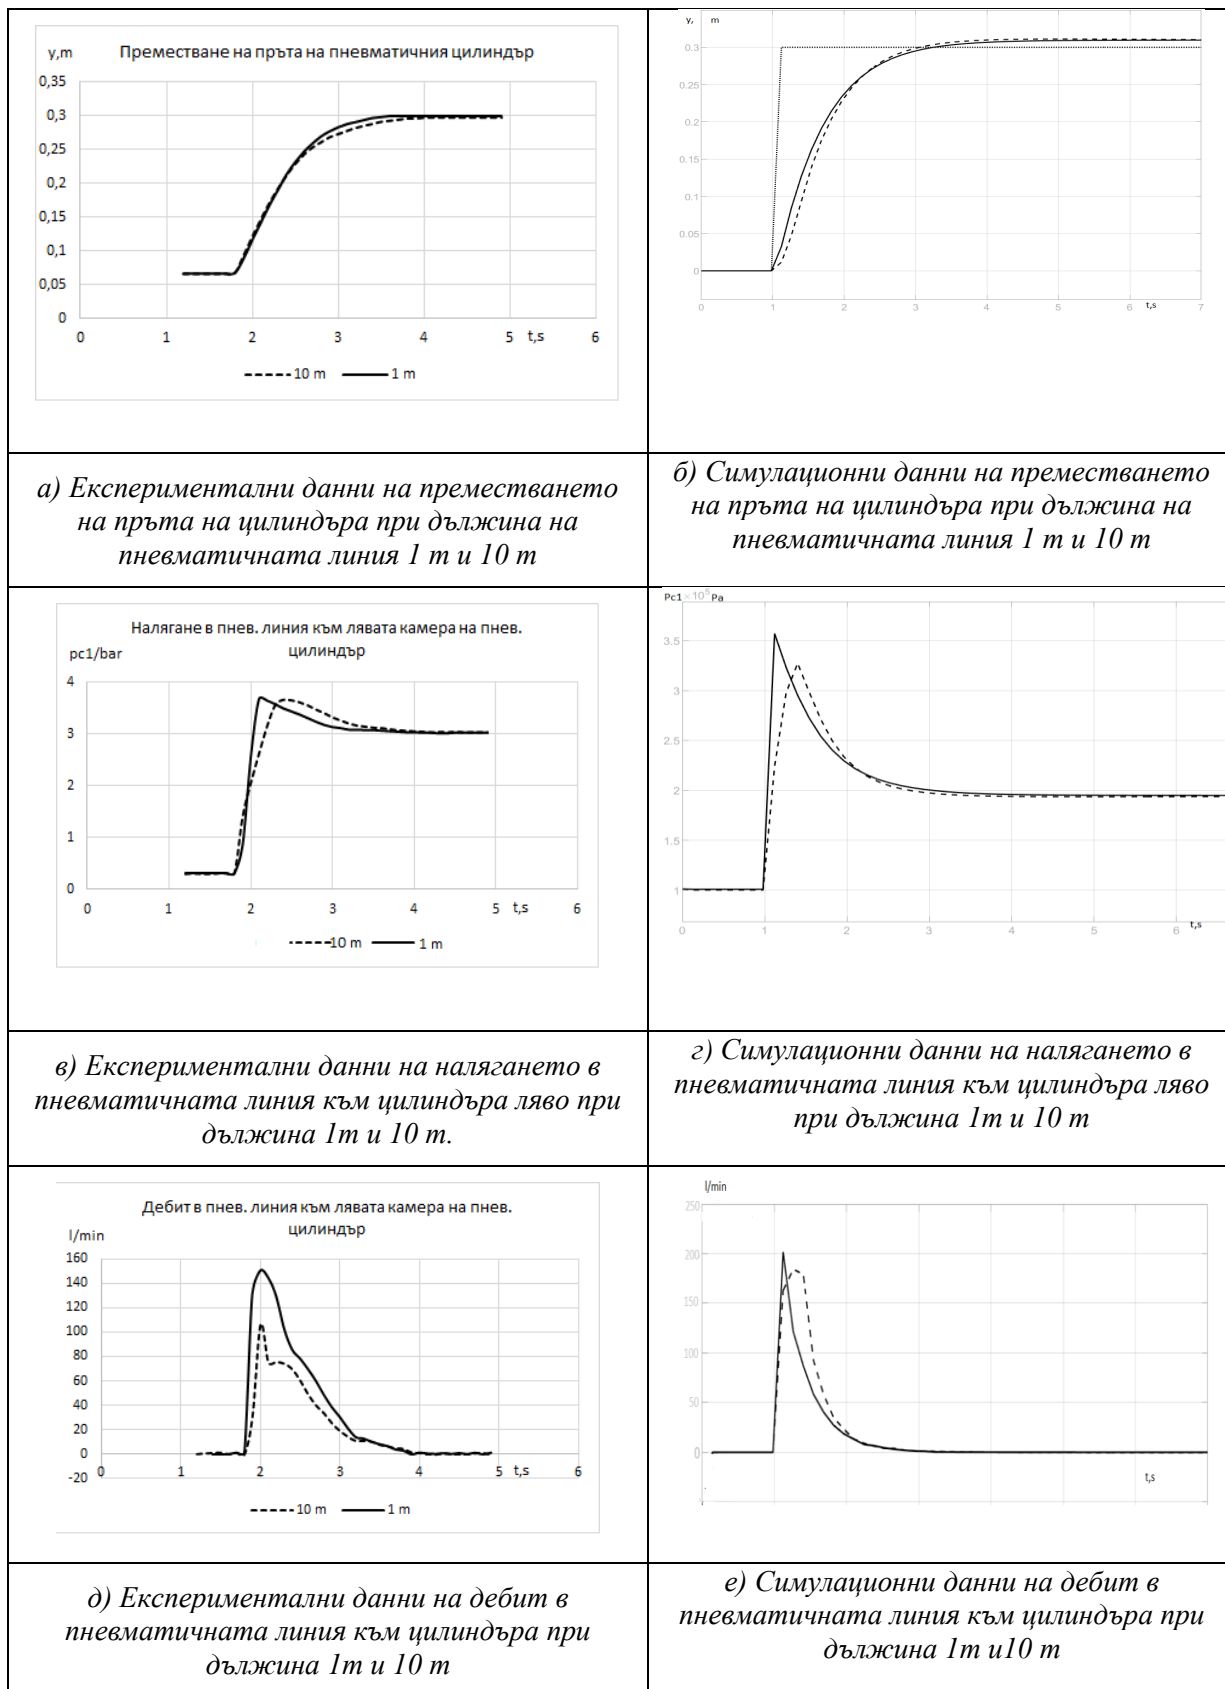 y,m
Преместване на пръта на пневматичния цилиндър
0,35
0,3
0,25
0,2
0,15
0,1
0,05
0
0 1 2 3 4 5 t,s 6
10 m 1 m
y, m
0.3
0.25
0.2
0.15
0.1
0.05
0
0 1 2 3 4 5 6 t,s 7
а) Експериментални данни на преместването
на пръта на цилиндъра при дължина на
пневматичната линия 1 m и 10 m
б) Симулационни данни на преместването
на пръта на цилиндъра при дължина на
пневматичната линия 1 m и 10 m
Налягане в пнев. линия към лявата камера на пнев.
цилиндър
pc1/bar
4
3
2
1
0
0 1 2 3 4 5 t,s 6
10 m 1 m
Pc1 ×10⁵ Pa
3.5
3
2.5
2
1.5
1
0 1 2 3 4 5 6 t,s
в) Експериментални данни на налягането в
пневматичната линия към цилиндъра ляво при
дължина 1m и 10 m.
г) Симулационни данни на налягането в
пневматичната линия към цилиндъра ляво
при дължина 1m и 10 m
Дебит в пнев. линия към лявата камера на пнев.
цилиндър
l/min
160
140
120
100
80
60
40
20
0
-20 0 1 2 3 4 5 t,s 6
10 m 1 m
l/min
250
200
150
100
50
0
t,s
д) Експериментални данни на дебит в
пневматичната линия към цилиндъра при
дължина 1m и 10 m
е) Симулационни данни на дебит в
пневматичната линия към цилиндъра при
дължина 1m и10 m